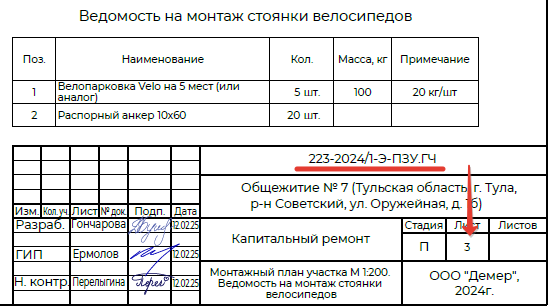 Ведомость на монтаж стоянки велосипедов
Поз. Наименование Кол. Масса, кг Примечание
1 Велопарковка Velo на 5 мест (или аналог) 5 шт. 100 20 кг/шт
2 Распорный анкер 10х60 20 шт.
223-2024/1-Э-ПЗУ.ГЧ
Общежитие № 7 (Тульская область, г. Тула,
р-н Советский, ул. Оружейная, д. 1б)
Изм. Кол. уч. Лист № док. Подп. Дата
Разраб. Гончарова 12.02.25
ГИП Ермолов 12.02.25
Н. контр. Перелыгина 12.02.25
Капитальный ремонт
Стадия Лист Листов
П 3
Монтажный план участка М 1:200.
Ведомость на монтаж стоянки
велосипедов
ООО "Демер",
2024г.